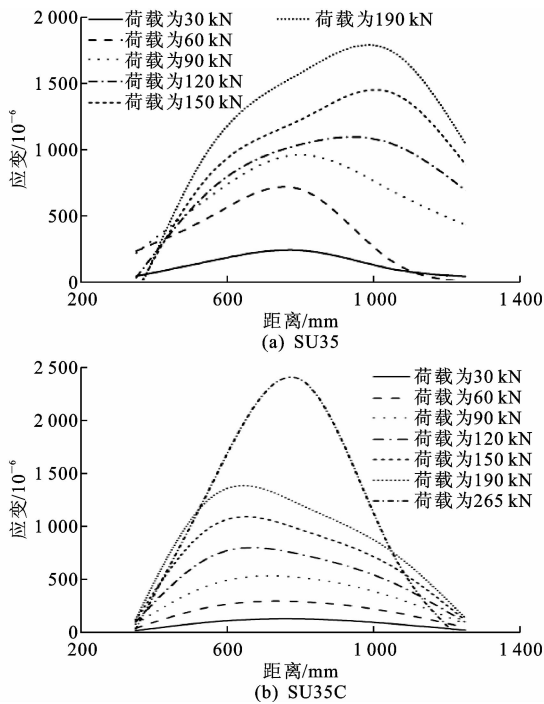 荷载为30 kN
荷载为190 kN
荷载为60 kN
荷载为90 kN
荷载为120 kN
荷载为150 kN
2 000
1 500
1 000
500
0
应变/10⁻⁶
200
600
1 000
1 400
距离/mm
(a) SU35
2 500
2 000
1 500
1 000
500
0
应变/10⁻⁶
荷载为30 kN
荷载为60 kN
荷载为90 kN
荷载为120 kN
荷载为150 kN
荷载为190 kN
荷载为265 kN
200
600
1 000
1 400
距离/mm
(b) SU35C